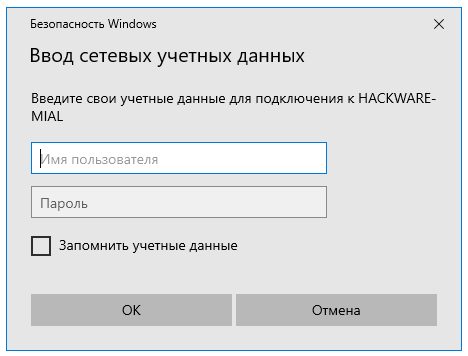 Безопасность Windows
Ввод сетевых учетных данных
Введите свои учетные данные для подключения к HACKWARE-
MIAL
Имя пользователя
Пароль
Запомнить учетные данные
ОК
Отмена